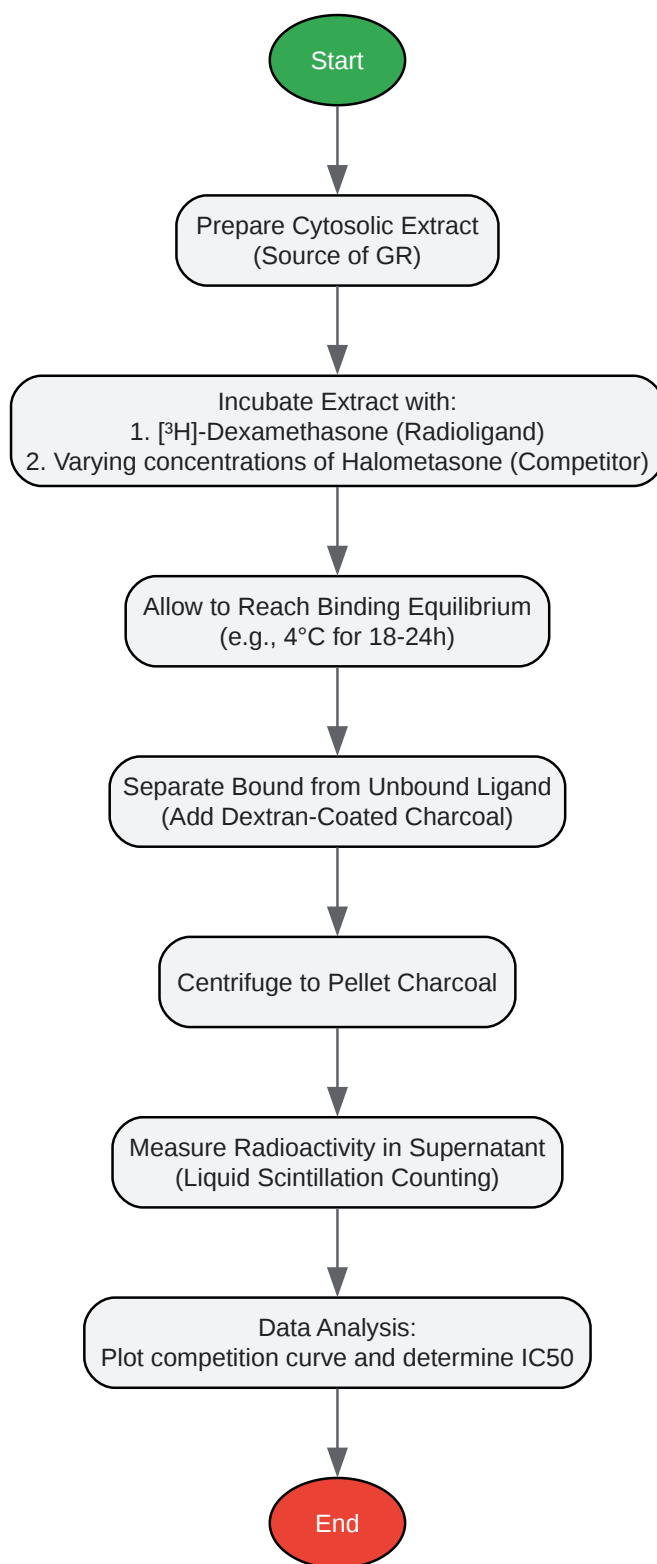 Start
Prepare Cytosolic Extract
(Source of GR)
Incubate Extract with:
1. [³H]-Dexamethasone (Radioligand)
2. Varying concentrations of Halometasone (Competitor)
Allow to Reach Binding Equilibrium
(e.g., 4°C for 18-24h)
Separate Bound from Unbound Ligand
(Add Dextran-Coated Charcoal)
Centrifuge to Pellet Charcoal
Measure Radioactivity in Supernatant
(Liquid Scintillation Counting)
Data Analysis:
Plot competition curve and determine IC50
End